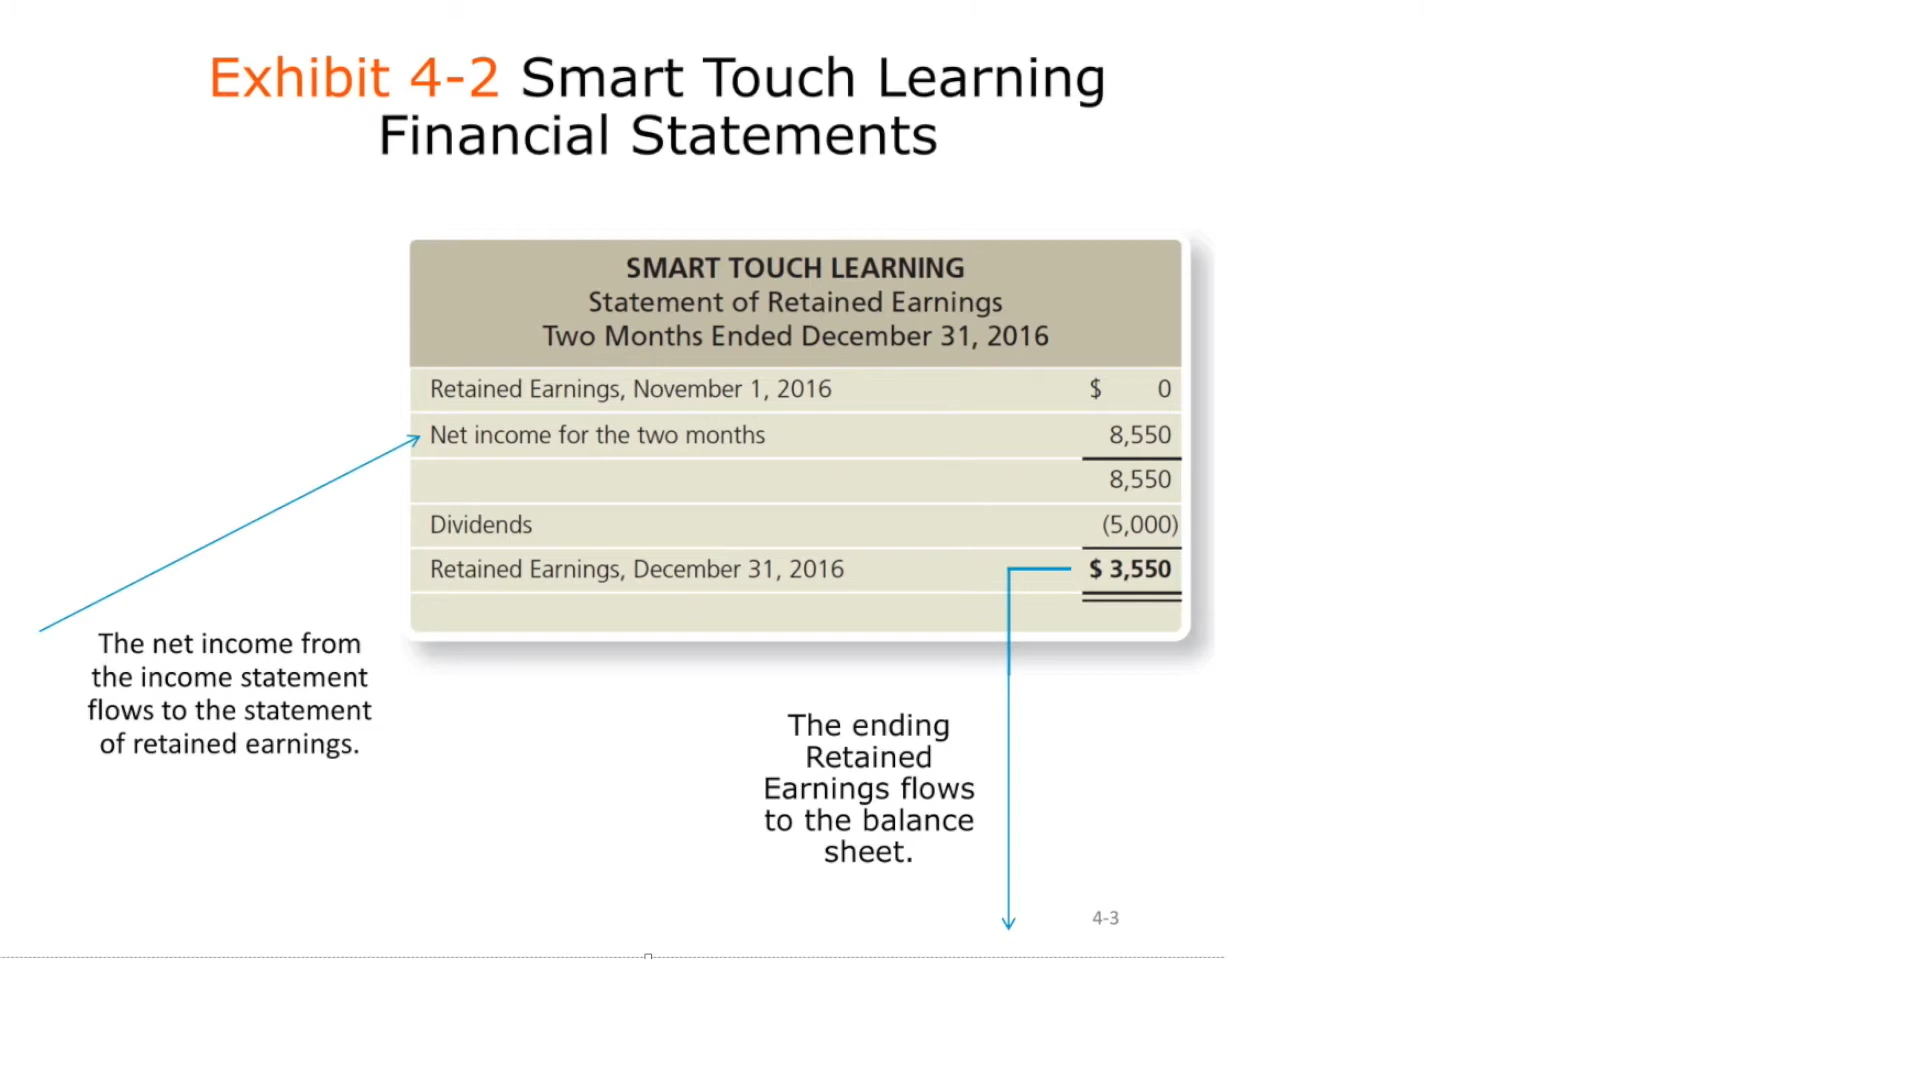 Exhibit 4-2 Smart Touch Learning
Financial Statements
SMART TOUCH LEARNING
Statement of Retained Earnings
Two Months Ended December 31, 2016
Retained Earnings, November 1, 2016 $ 0
Net income for the two months 8,550
8,550
Dividends (5,000)
Retained Earnings, December 31, 2016 $ 3,550
The net income from
the income statement
flows to the statement
of retained earnings.
The ending
Retained
Earnings flows
to the balance
sheet.
4-3